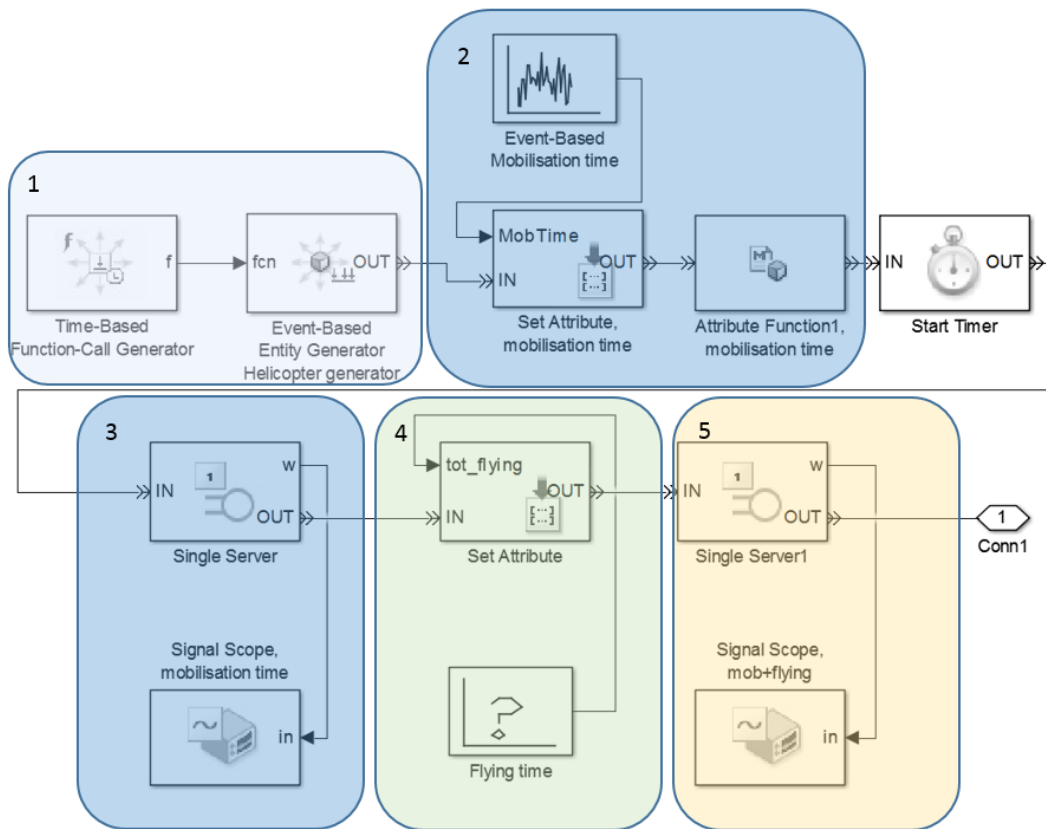 2
Event-Based
Mobilisation time
1
f
fcn
OUT
Time-Based
Function-Call Generator
Event-Based
Entity Generator
Helicopter generator
MobTime
OUT
IN
Set Attribute,
mobilisation time
Attribute Function1,
mobilisation time
IN
OUT
Start Timer
3
w
1
IN
OUT
Single Server
Signal Scope,
mobilisation time
in
4
tot_flying
OUT
IN
[...]
Set Attribute
Flying time
5
w
1
IN
OUT
Single Server1
Signal Scope,
mob+flying
in
1
Conn1